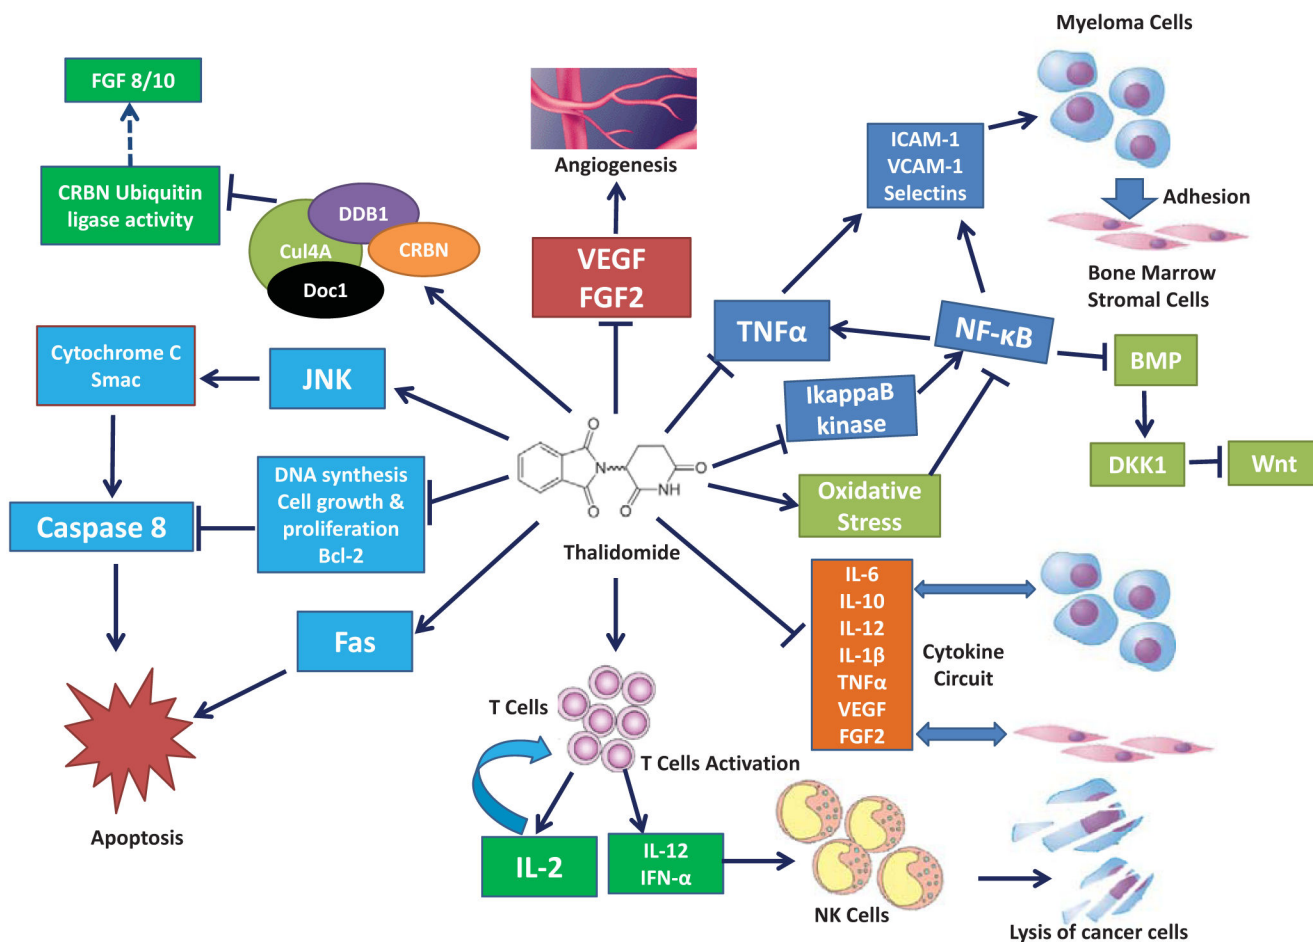 Myeloma Cells
FGF 8/10
ICAM-1
VCAM-1
Selectins
Angiogenesis
CRBN Ubiquitin
ligase activity
DDB1
Cul4A
CRBN
Doc1
Adhesion
VEGF
FGF2
Bone Marrow
Stromal Cells
TNFα
NF-κB
BMP
Cytochrome C
Smac
JNK
IkappaB
kinase
DKK1
Wnt
O
O
N
O
O
NH
DNA synthesis
Cell growth &
proliferation
Bcl-2
Caspase 8
Oxidative
Stress
Thalidomide
IL-6
IL-10
IL-12
IL-1β
TNFα
VEGF
FGF2
Cytokine
Circuit
Fas
T Cells
T Cells Activation
Apoptosis
IL-2
IL-12
IFN-α
NK Cells
Lysis of cancer cells